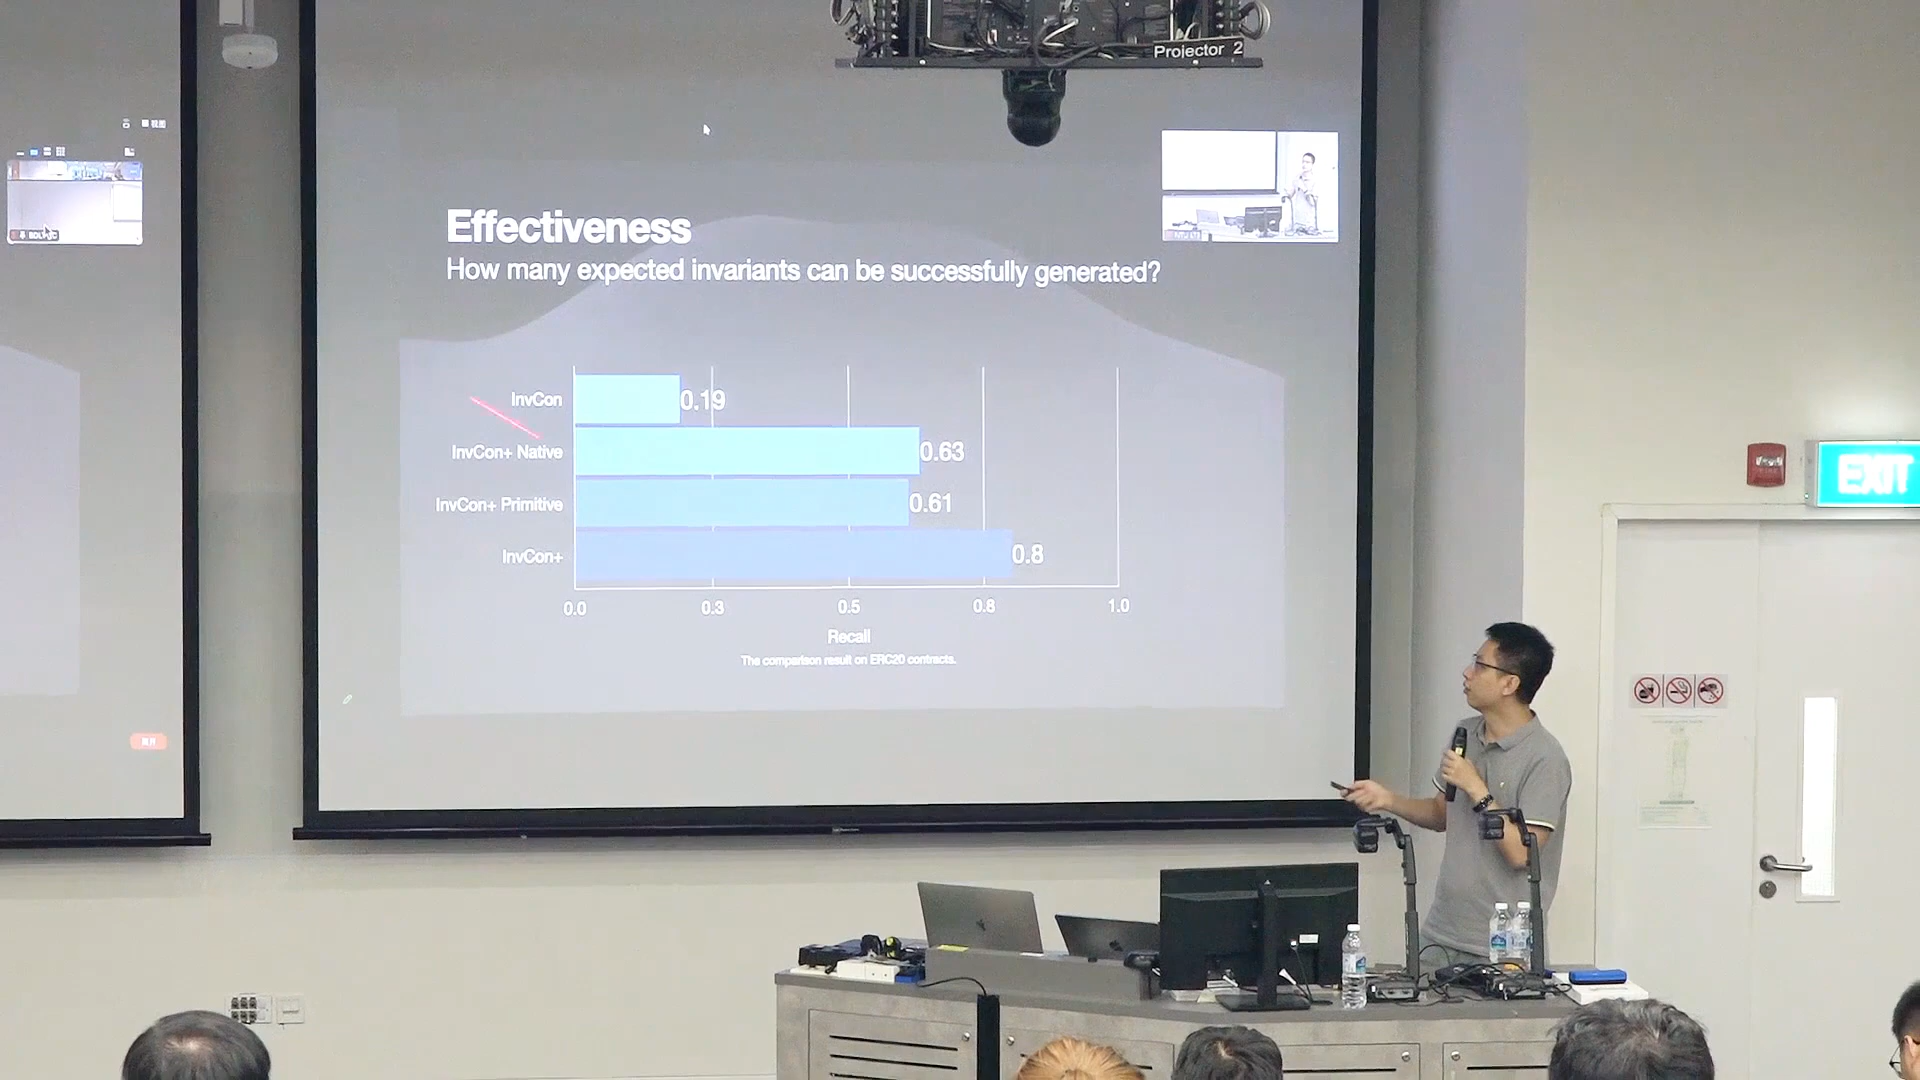 Projector 2
视图
Effectiveness
How many expected invariants can be successfully generated?
InvCon
0.19
InvCon+ Native
0.63
InvCon+ Primitive
0.61
InvCon+
0.8
0.0
0.3
0.5
0.8
1.0
Recall
The comparison result on ERC20 contracts.
EXIT